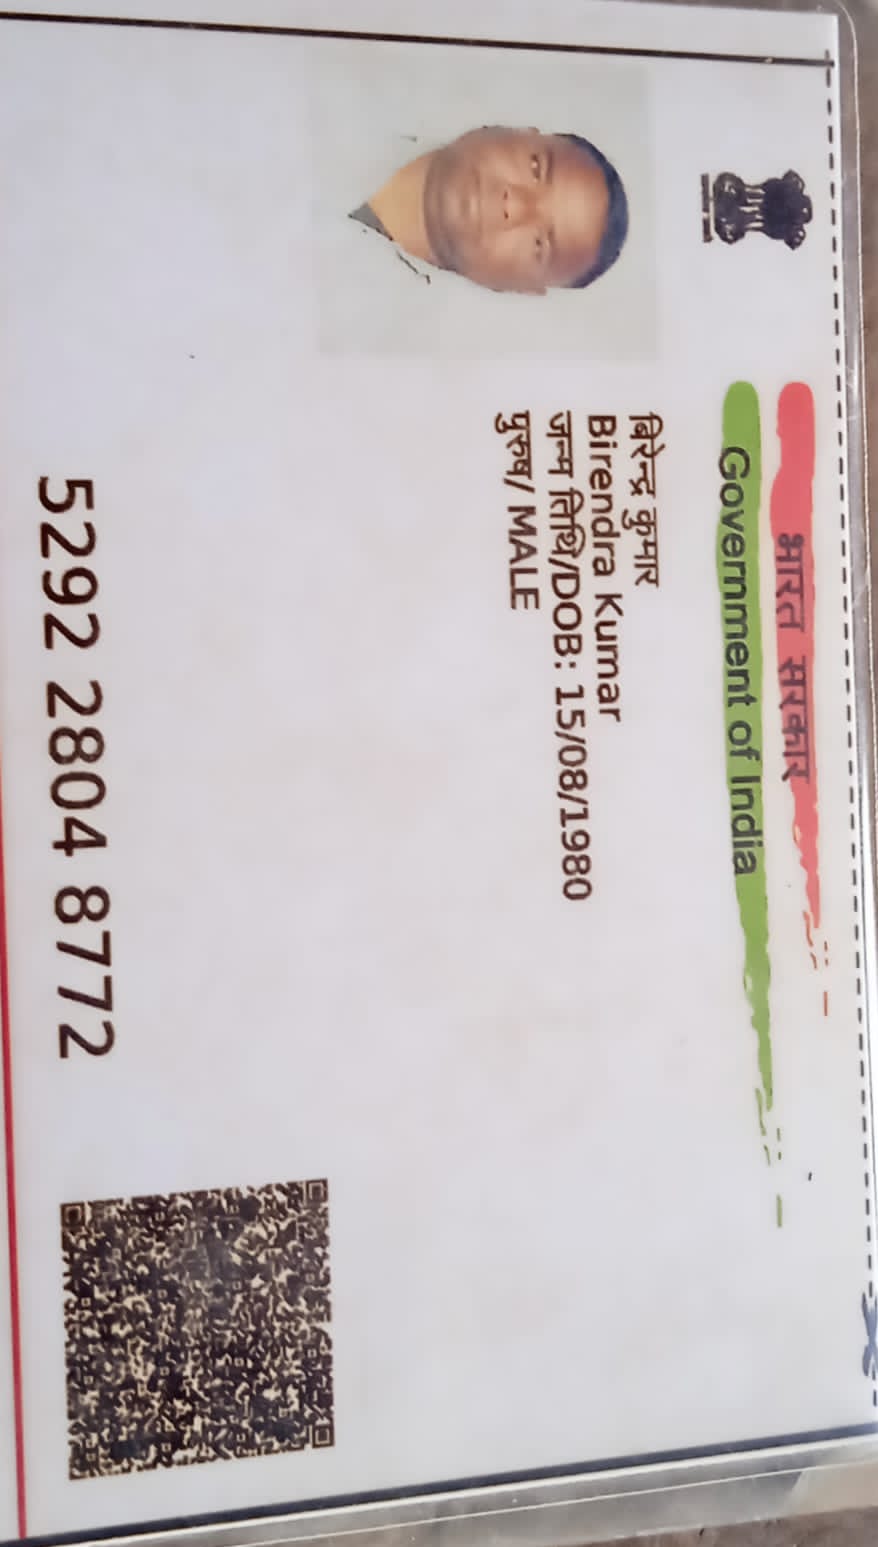 भारत सरकार
Government of India
बिरेन्द्र कुमार
Birendra Kumar
जन्म तिथि/DOB: 15/08/1980
पुरुष/ MALE
5292 2804 8772